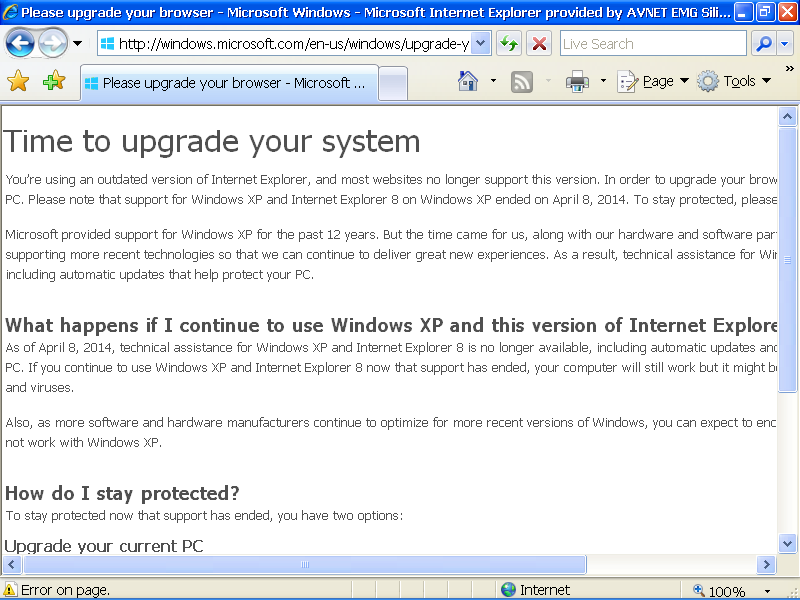 Please upgrade your browser - Microsoft Windows - Microsoft Internet Explorer provided by AVNET EMG Sili...
http://windows.microsoft.com/en-us/windows/upgrade-y
Live Search
Please upgrade your browser - Microsoft ...
Page
Tools
»
Time to upgrade your system
You're using an outdated version of Internet Explorer, and most websites no longer support this version. In order to upgrade your brow
PC. Please note that support for Windows XP and Internet Explorer 8 on Windows XP ended on April 8, 2014. To stay protected, please
Microsoft provided support for Windows XP for the past 12 years. But the time came for us, along with our hardware and software par
supporting more recent technologies so that we can continue to deliver great new experiences. As a result, technical assistance for Win
including automatic updates that help protect your PC.
What happens if I continue to use Windows XP and this version of Internet Explore
As of April 8, 2014, technical assistance for Windows XP and Internet Explorer 8 is no longer available, including automatic updates and
PC. If you continue to use Windows XP and Internet Explorer 8 now that support has ended, your computer will still work but it might be
and viruses.
Also, as more software and hardware manufacturers continue to optimize for more recent versions of Windows, you can expect to enc
not work with Windows XP.
How do I stay protected?
To stay protected now that support has ended, you have two options:
Upgrade your current PC
Error on page.
Internet
100%